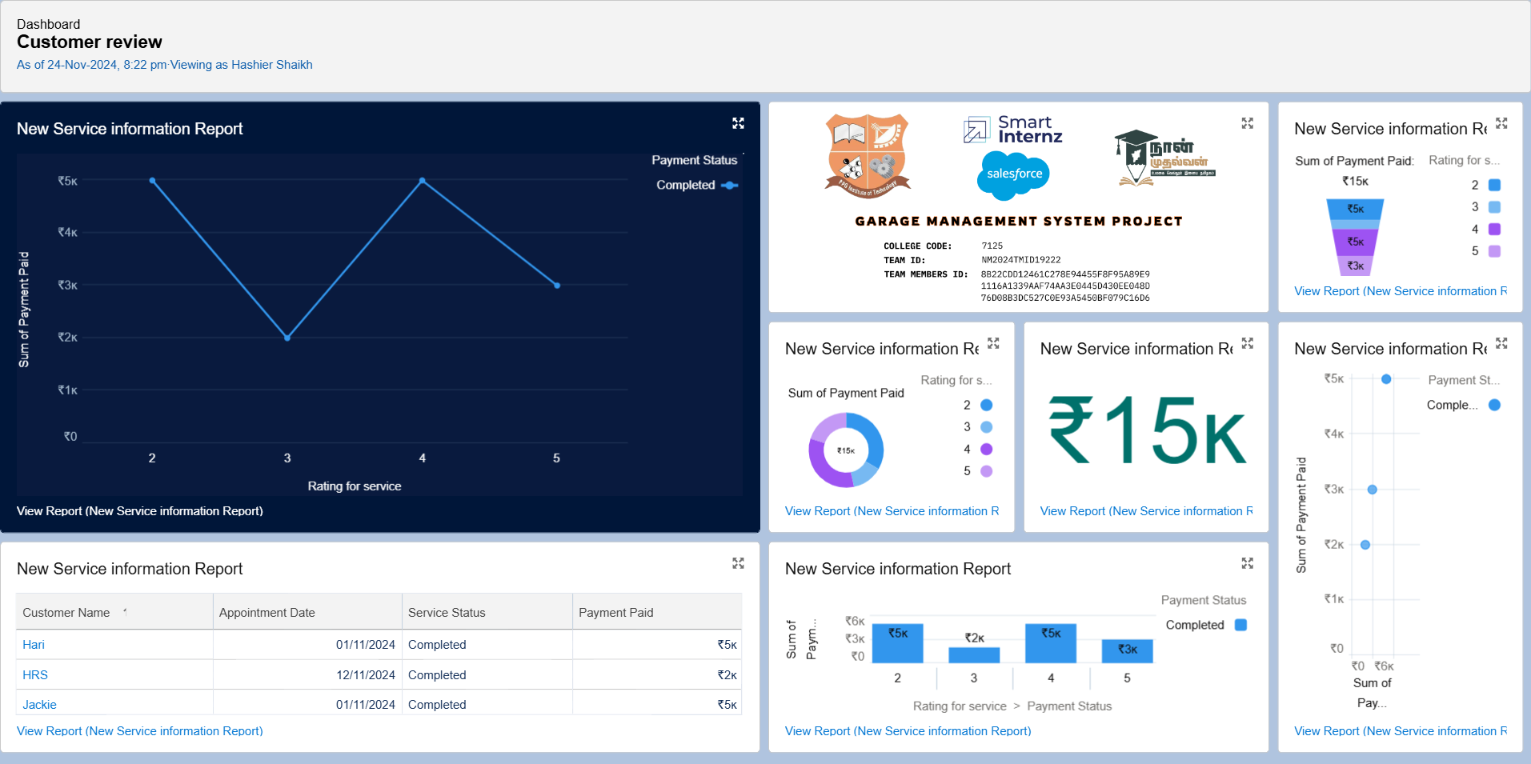 Dashboard
Customer review
As of 24-Nov-2024, 8:22 pm·Viewing as Hashier Shaikh
New Service information Report
Payment Status
Completed
Sum of Payment Paid
₹5K
₹4K
₹3K
₹2K
₹1K
₹0
2 3 4 5
Rating for service
View Report (New Service information Report)
Smart
Internz
salesforce
நான்
முதல்வன்
GARAGE MANAGEMENT SYSTEM PROJECT
COLLEGE CODE: 7125
TEAM ID: NM2024TMID19222
TEAM MEMBERS ID: 8B22CDD12461C278E94455F8F95A89E9
1116A1339AAF74AA3E0445D430EE048D
76D08B3DC527C0E93A5450BF079C16D6
New Service information Re
Sum of Payment Paid: Rating for s...
₹15K
2
3
4
5
₹5K
₹5K
₹3K
View Report (New Service information R
New Service information Re
Rating for s...
Sum of Payment Paid
2
3
4
5
₹15K
View Report (New Service information R
New Service information Re
₹15K
View Report (New Service information R
New Service information Re
Payment St...
Comple...
Sum of Payment Paid
₹5K
₹4K
₹3K
₹2K
₹1K
₹0
₹0 ₹6K
Sum of
Pay...
View Report (New Service information R
New Service information Report
Customer Name Appointment Date Service Status Payment Paid
Hari 01/11/2024 Completed ₹5K
HRS 12/11/2024 Completed ₹2K
Jackie 01/11/2024 Completed ₹5K
View Report (New Service information Report)
New Service information Report
Payment Status
Completed
Sum of
Paym...
₹6K
₹3K
₹0
₹5K ₹2K ₹5K ₹3K
2 3 4 5
Rating for service > Payment Status
View Report (New Service information Report)